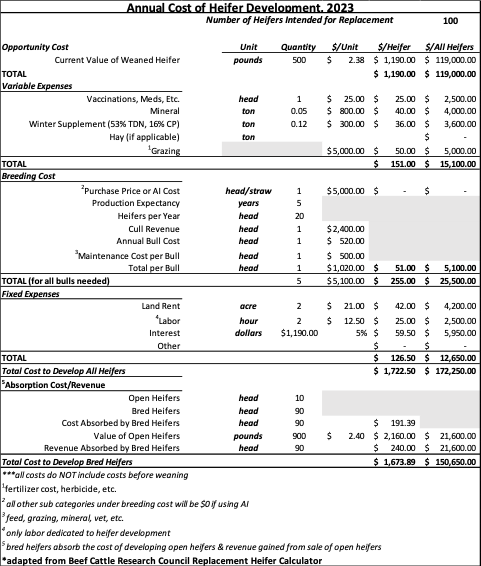 Annual Cost of Heifer Development, 2023
Number of Heifers Intended for Replacement 100
Opportunity Cost Unit Quantity $/Unit $/Heifer $/All Heifers
Current Value of Weaned Heifer pounds 500 $ 2.38 $ 1,190.00 $ 119,000.00
TOTAL $ 1,190.00 $ 119,000.00
Variable Expenses
Vaccinations, Meds, Etc. head 1 $ 25.00 $ 25.00 $ 2,500.00
Mineral ton 0.05 $ 800.00 $ 40.00 $ 4,000.00
Winter Supplement (53% TDN, 16% CP) ton 0.12 $ 300.00 $ 36.00 $ 3,600.00
Hay (if applicable) ton $ -
1Grazing $5,000.00 $ 50.00 $ 5,000.00
TOTAL $ 151.00 $ 15,100.00
Breeding Cost
2Purchase Price or AI Cost head/straw 1 $5,000.00 $ - $ -
Production Expectancy years 5
Heifers per Year head 20
Cull Revenue head 1 $2,400.00
Annual Bull Cost head 1 $ 520.00
3Maintenance Cost per Bull head 1 $ 500.00
Total per Bull head 1 $1,020.00 $ 51.00 $ 5,100.00
TOTAL (for all bulls needed) 5 $5,100.00 $ 255.00 $ 25,500.00
Fixed Expenses
Land Rent acre 2 $ 21.00 $ 42.00 $ 4,200.00
4Labor hour 2 $ 12.50 $ 25.00 $ 2,500.00
Interest dollars $1,190.00 5% $ 59.50 $ 5,950.00
Other $ - $ -
TOTAL $ 126.50 $ 12,650.00
Total Cost to Develop All Heifers $ 1,722.50 $ 172,250.00
5Absorption Cost/Revenue
Open Heifers head 10
Bred Heifers head 90
Cost Absorbed by Bred Heifers head 90 $ 191.39
Value of Open Heifers pounds 900 $ 2.40 $ 2,160.00 $ 21,600.00
Revenue Absorbed by Bred Heifers head 90 $ 240.00 $ 21,600.00
Total Cost to Develop Bred Heifers $ 1,673.89 $ 150,650.00
***all costs do NOT include costs before weaning
1fertilizer cost, herbicide, etc.
2 all other sub categories under breeding cost will be $0 if using AI
3 feed, grazing, mineral, vet, etc.
4 only labor dedicated to heifer development
5 bred heifers absorb the cost of developing open heifers & revenue gained from sale of open heifers
*adapted from Beef Cattle Research Council Replacement Heifer Calculator